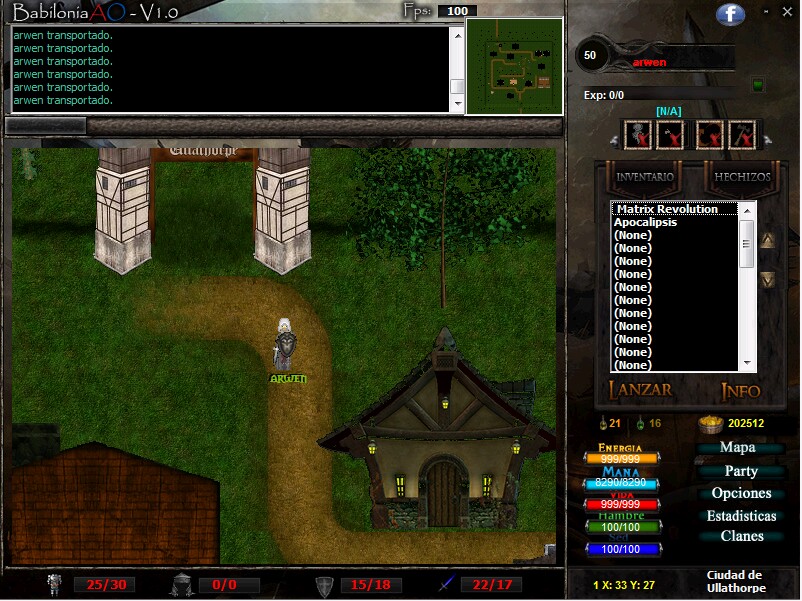 BabiloniaAO - V1.0
Fps: 100
arwen transportado.
arwen transportado.
arwen transportado.
arwen transportado.
arwen transportado.
arwen transportado.
f
50
arwen
Exp: 0/0
[N/A]
INVENTARIO
HECHIZOS
Matrix Revolution
Apocalipsis
(None)
(None)
(None)
(None)
(None)
(None)
(None)
(None)
(None)
(None)
(None)
LANZAR
INFO
Ullathorpe
ARWEN
21
16
202512
ENERGIA
999/999
MANA
8290/8290
VIDA
999/999
Hambre
100/100
Sed
100/100
Mapa
Party
Opciones
Estadisticas
Clanes
25/30
0/0
15/18
22/17
1 X: 33 Y: 27
Ciudad de
Ullathorpe